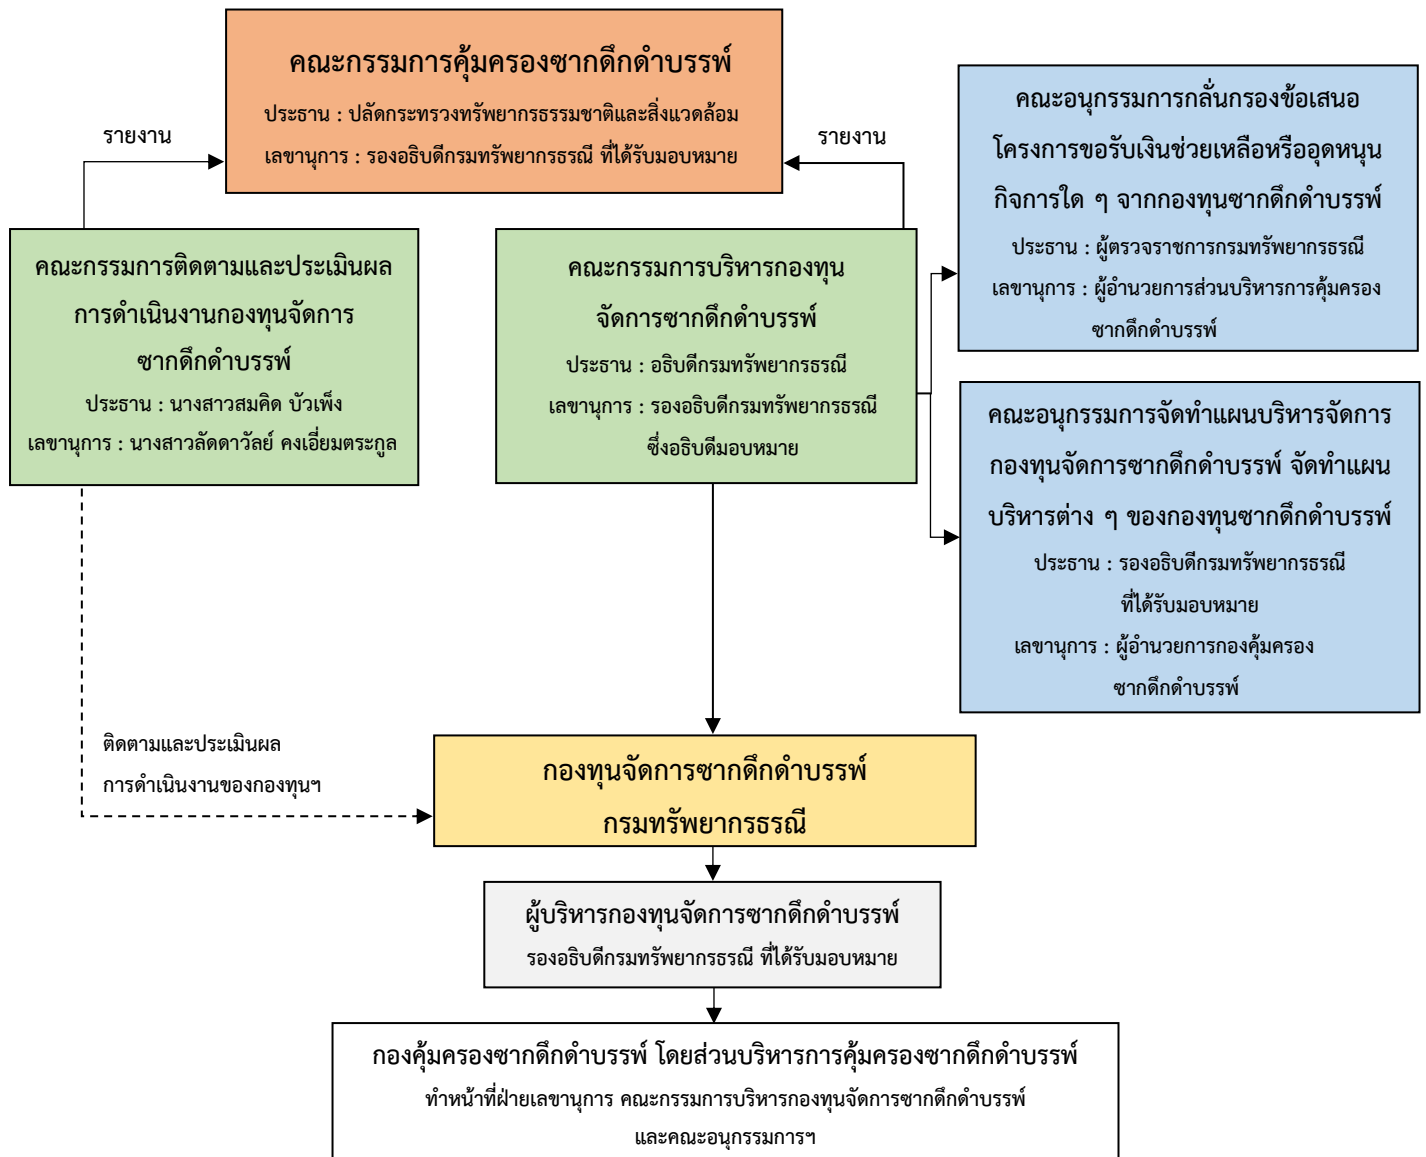 คณะกรรมการคุ้มครองซากดึกดำบรรพ์
ประธาน : ปลัดกระทรวงทรัพยากรธรรมชาติและสิ่งแวดล้อม
เลขานุการ : รองอธิบดีกรมทรัพยากรธรณี ที่ได้รับมอบหมาย
รายงาน
รายงาน
คณะกรรมการติดตามและประเมินผล
การดำเนินงานกองทุนจัดการ
ซากดึกดำบรรพ์
ประธาน : นางสาวสมคิด บัวเพ็ง
เลขานุการ : นางสาวลัดดาวัลย์ คงเอี่ยมตระกูล
คณะกรรมการบริหารกองทุน
จัดการซากดึกดำบรรพ์
ประธาน : อธิบดีกรมทรัพยากรธรณี
เลขานุการ : รองอธิบดีกรมทรัพยากรธรณี
ซึ่งอธิบดีมอบหมาย
คณะอนุกรรมการกลั่นกรองข้อเสนอ
โครงการขอรับเงินช่วยเหลือหรืออุดหนุน
กิจการใด ๆ จากกองทุนซากดึกดำบรรพ์
ประธาน : ผู้ตรวจราชการกรมทรัพยากรธรณี
เลขานุการ : ผู้อำนวยการส่วนบริหารการคุ้มครอง
ซากดึกดำบรรพ์
คณะอนุกรรมการจัดทำแผนบริหารจัดการ
กองทุนจัดการซากดึกดำบรรพ์ จัดทำแผน
บริหารต่าง ๆ ของกองทุนซากดึกดำบรรพ์
ประธาน : รองอธิบดีกรมทรัพยากรธรณี
ที่ได้รับมอบหมาย
เลขานุการ : ผู้อำนวยการกองคุ้มครอง
ซากดึกดำบรรพ์
ติดตามและประเมินผล
การดำเนินงานของกองทุนฯ
กองทุนจัดการซากดึกดำบรรพ์
กรมทรัพยากรธรณี
ผู้บริหารกองทุนจัดการซากดึกดำบรรพ์
รองอธิบดีกรมทรัพยากรธรณี ที่ได้รับมอบหมาย
กองคุ้มครองซากดึกดำบรรพ์ โดยส่วนบริหารการคุ้มครองซากดึกดำบรรพ์
ทำหน้าที่ฝ่ายเลขานุการ คณะกรรมการบริหารกองทุนจัดการซากดึกดำบรรพ์
และคณะอนุกรรมการฯ